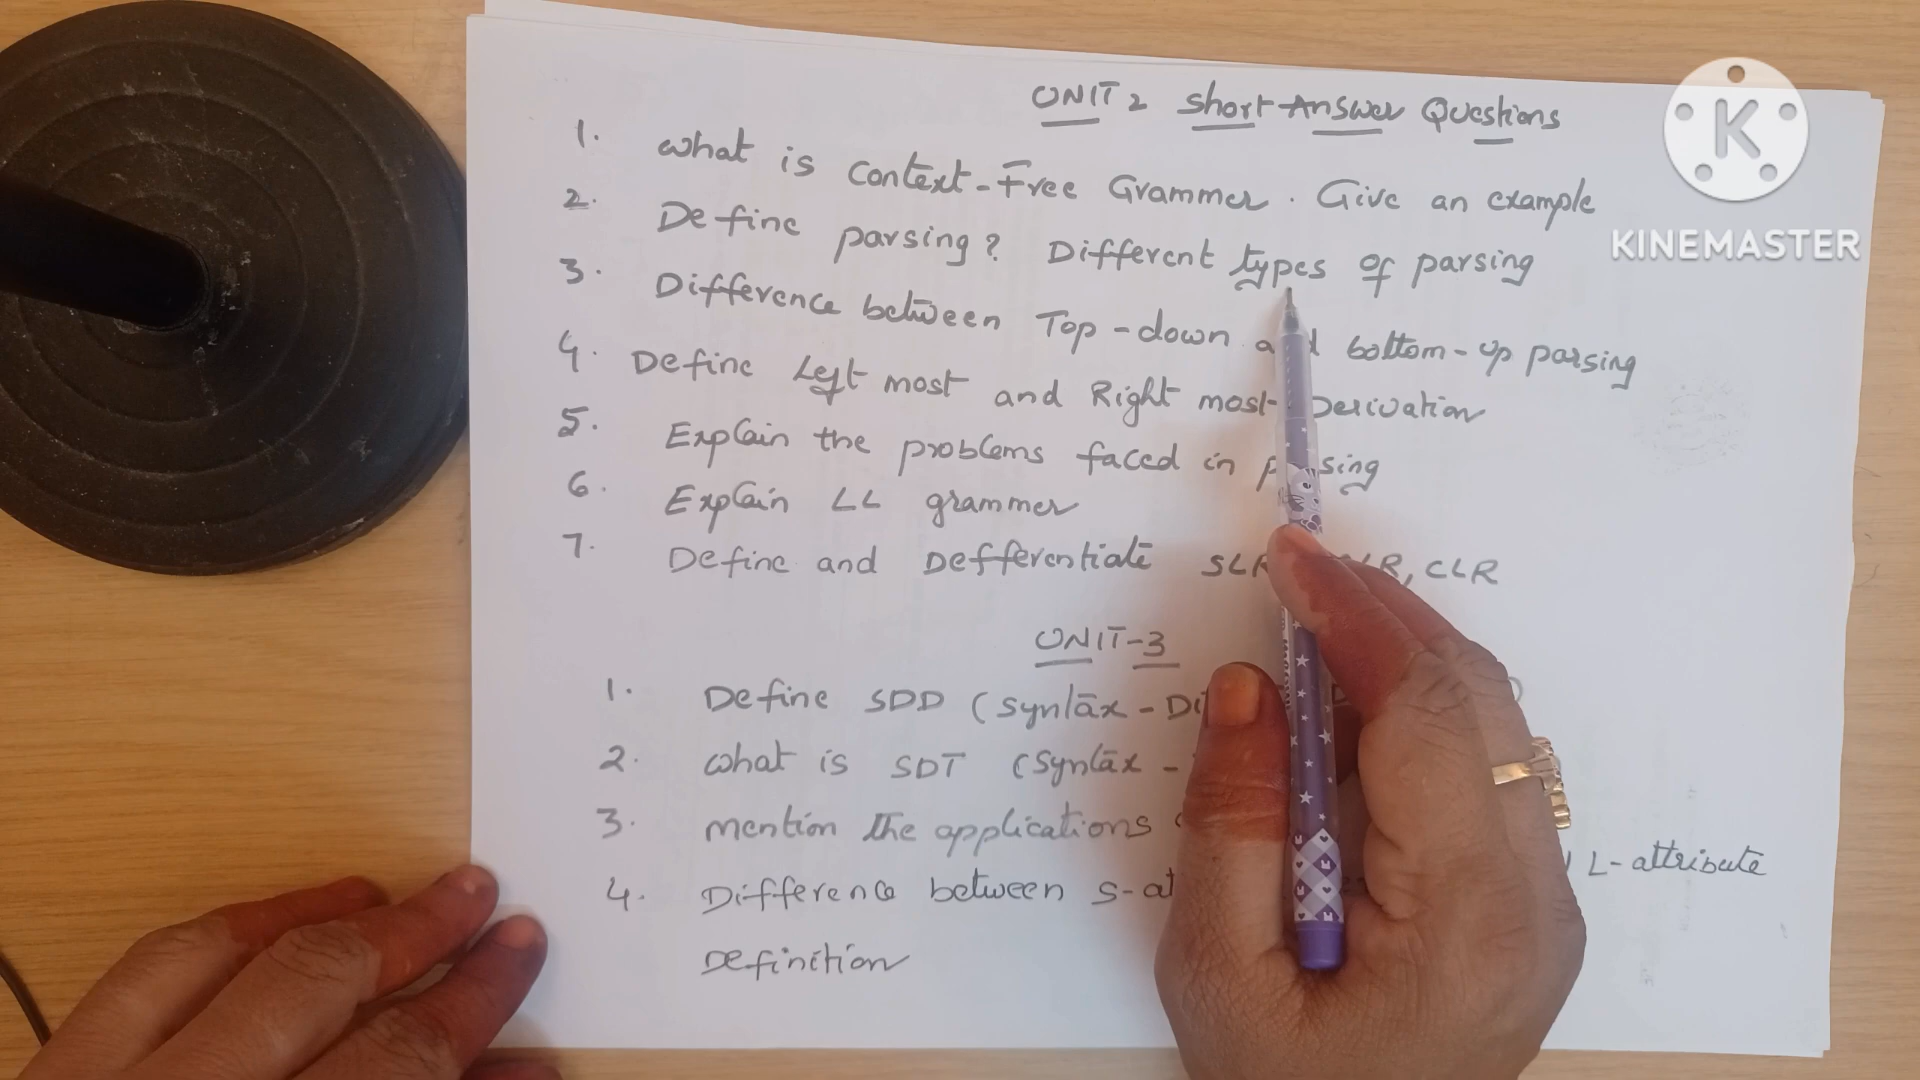 UNIT 2 Short Answer Questions
1. What is Context-Free Grammer. Give an example
2. Define parsing? Different types of parsing
3. Difference between Top-down and bottom-up parsing
4. Define Left most and Right most Derivation
5. Explain the problems faced in parsing
6. Explain LL grammer
7. Define and Defferentiate SLR, CLR
UNIT-3
1. Define SDD (Syntax-
2. What is SDT (Syntax-
3. mention the applications
4. Difference between L-attribute
Definition
K
KINEMASTER